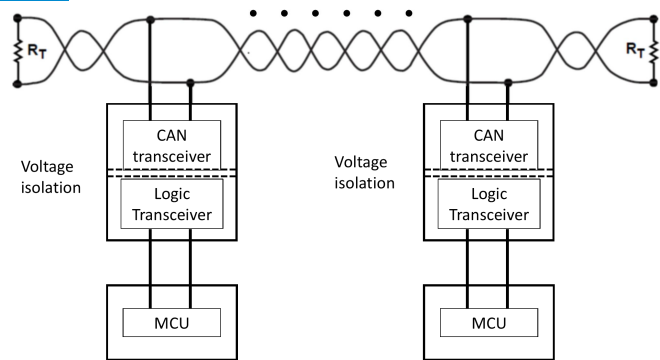 RT
RT
CAN
transceiver
Voltage
isolation
Logic
Transceiver
MCU
CAN
transceiver
Voltage
isolation
Logic
Transceiver
MCU